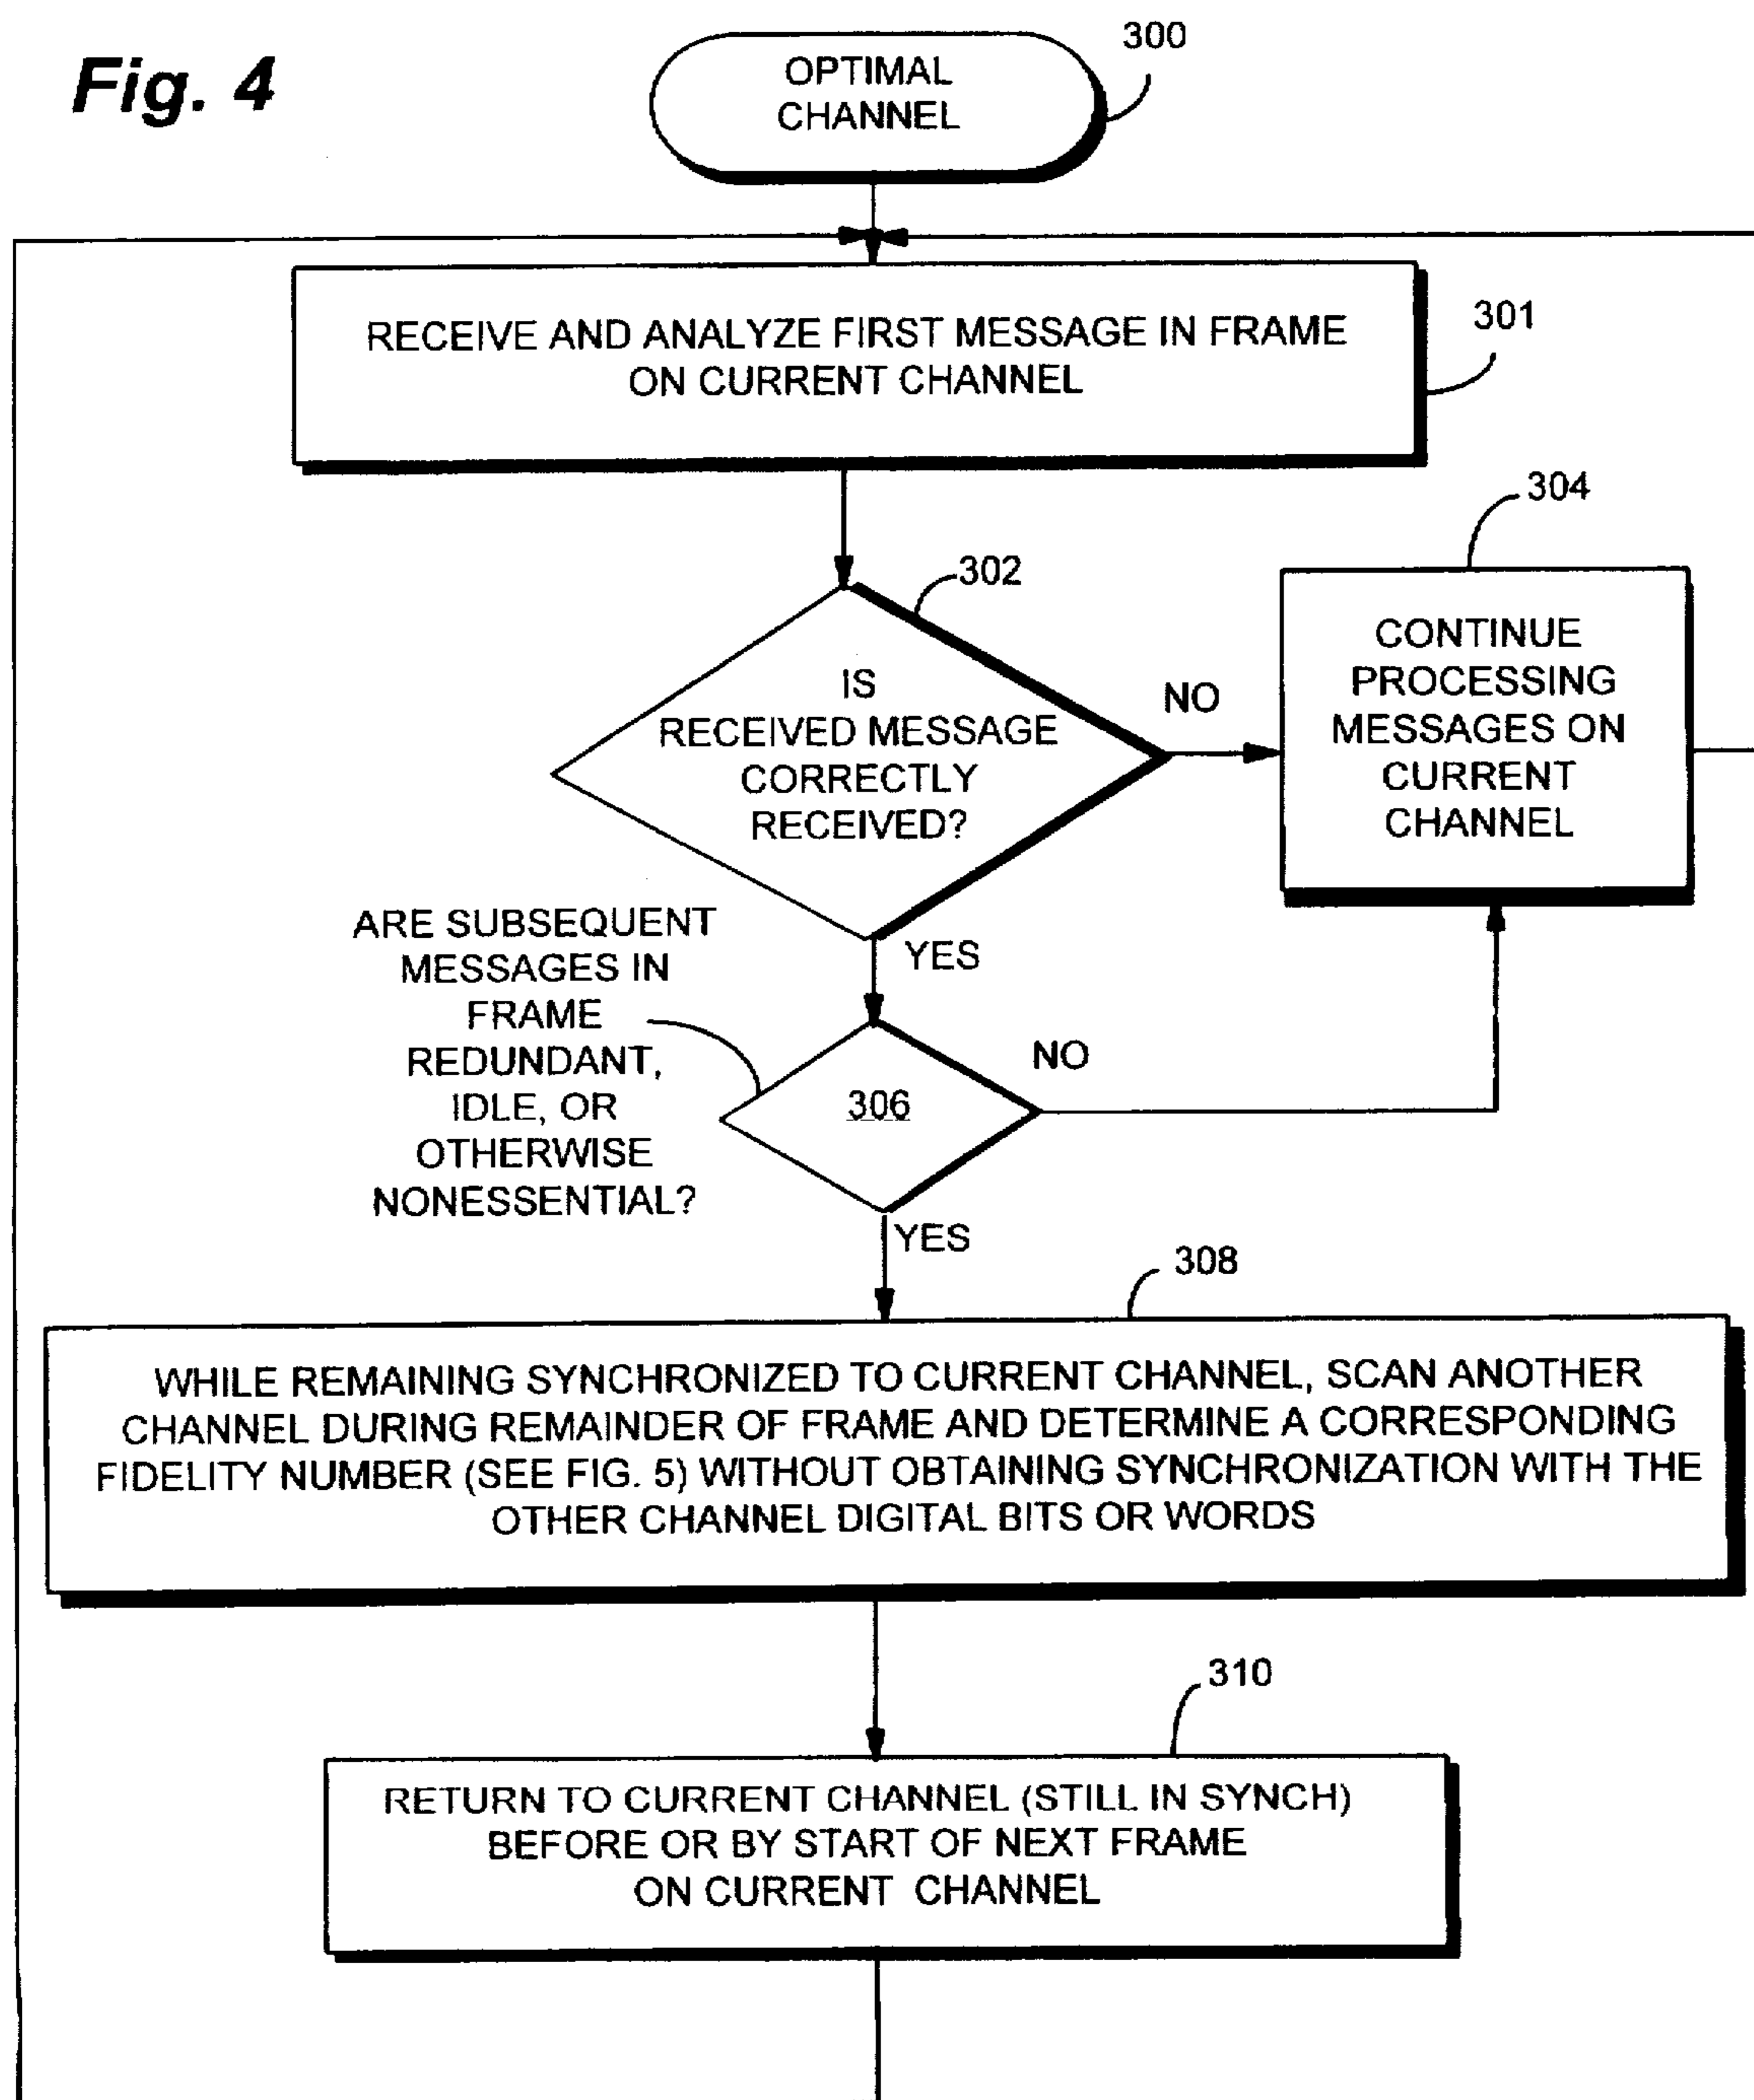 Fig. 4
OPTIMAL
CHANNEL
300
RECEIVE AND ANALYZE FIRST MESSAGE IN FRAME
ON CURRENT CHANNEL
301
302
IS
RECEIVED MESSAGE
CORRECTLY
RECEIVED?
NO
304
CONTINUE
PROCESSING
MESSAGES ON
CURRENT
CHANNEL
YES
ARE SUBSEQUENT
MESSAGES IN
FRAME
REDUNDANT,
IDLE, OR
OTHERWISE
NONESSENTIAL?
306
NO
YES
308
WHILE REMAINING SYNCHRONIZED TO CURRENT CHANNEL, SCAN ANOTHER
CHANNEL DURING REMAINDER OF FRAME AND DETERMINE A CORRESPONDING
FIDELITY NUMBER (SEE FIG. 5) WITHOUT OBTAINING SYNCHRONIZATION WITH THE
OTHER CHANNEL DIGITAL BITS OR WORDS
310
RETURN TO CURRENT CHANNEL (STILL IN SYNCH)
BEFORE OR BY START OF NEXT FRAME
ON CURRENT CHANNEL